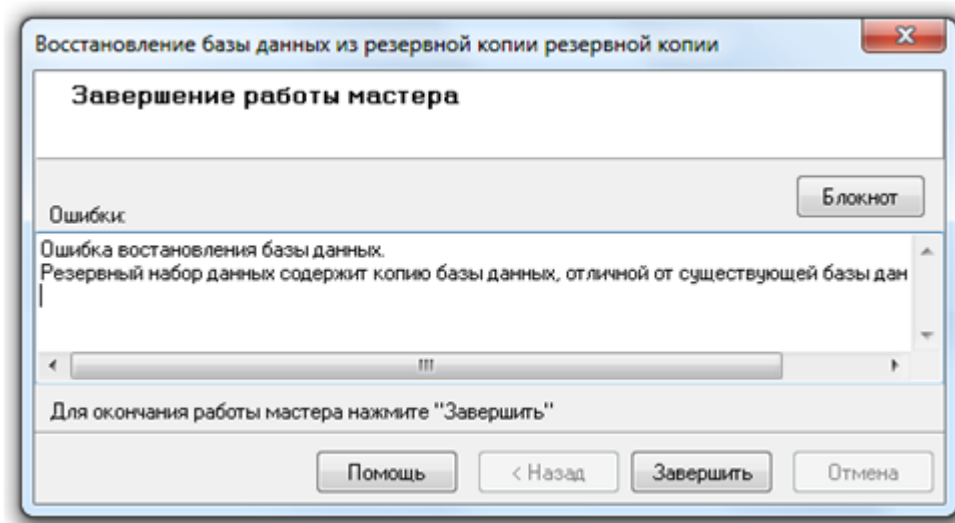 Восстановление базы данных из резервной копии резервной копии
Завершение работы мастера
Блокнот
Ошибки:
Ошибка востановления базы данных.
Резервный набор данных содержит копию базы данных, отличной от существующей базы дан
Для окончания работы мастера нажмите "Завершить"
Помощь
< Назад
Завершить
Отмена